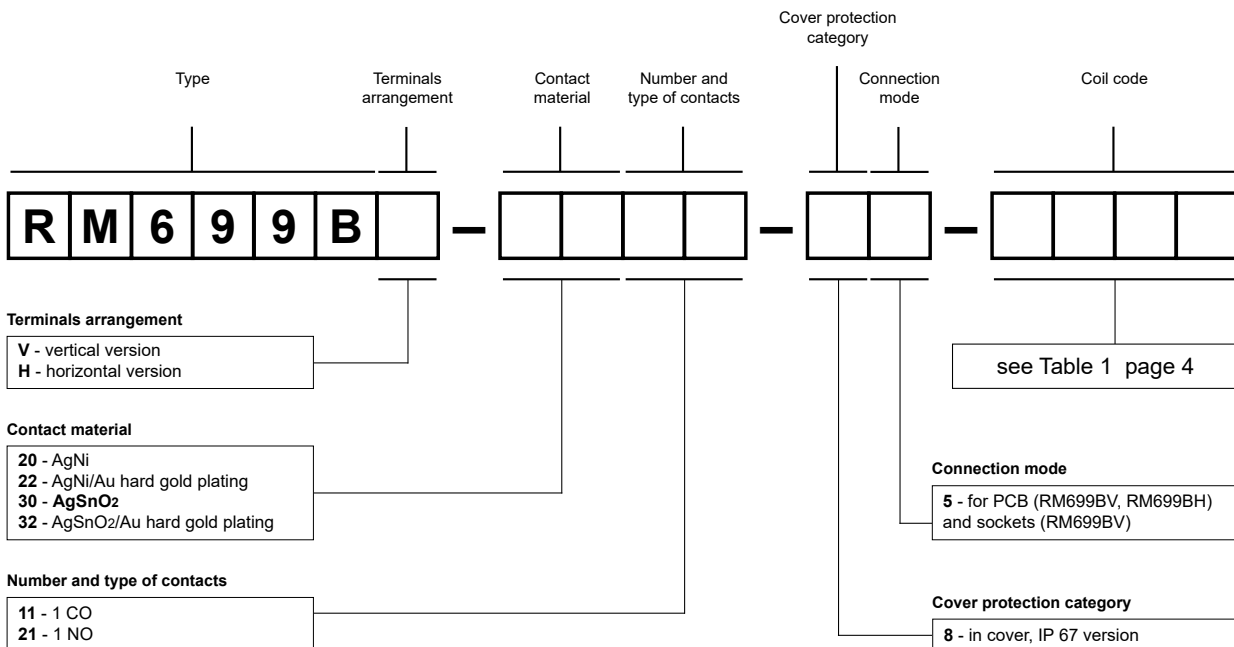 Cover protection
category
Type
Terminals
arrangement
Contact
material
Number and
type of contacts
Connection
mode
Coil code
R M 6 9 9 B – – –
Terminals arrangement
V - vertical version
H - horizontal version
see Table 1 page 4
Contact material
20 - AgNi
22 - AgNi/Au hard gold plating
30 - AgSnO2
32 - AgSnO2/Au hard gold plating
Connection mode
5 - for PCB (RM699BV, RM699BH)
and sockets (RM699BV)
Number and type of contacts
11 - 1 CO
21 - 1 NO
Cover protection category
8 - in cover, IP 67 version